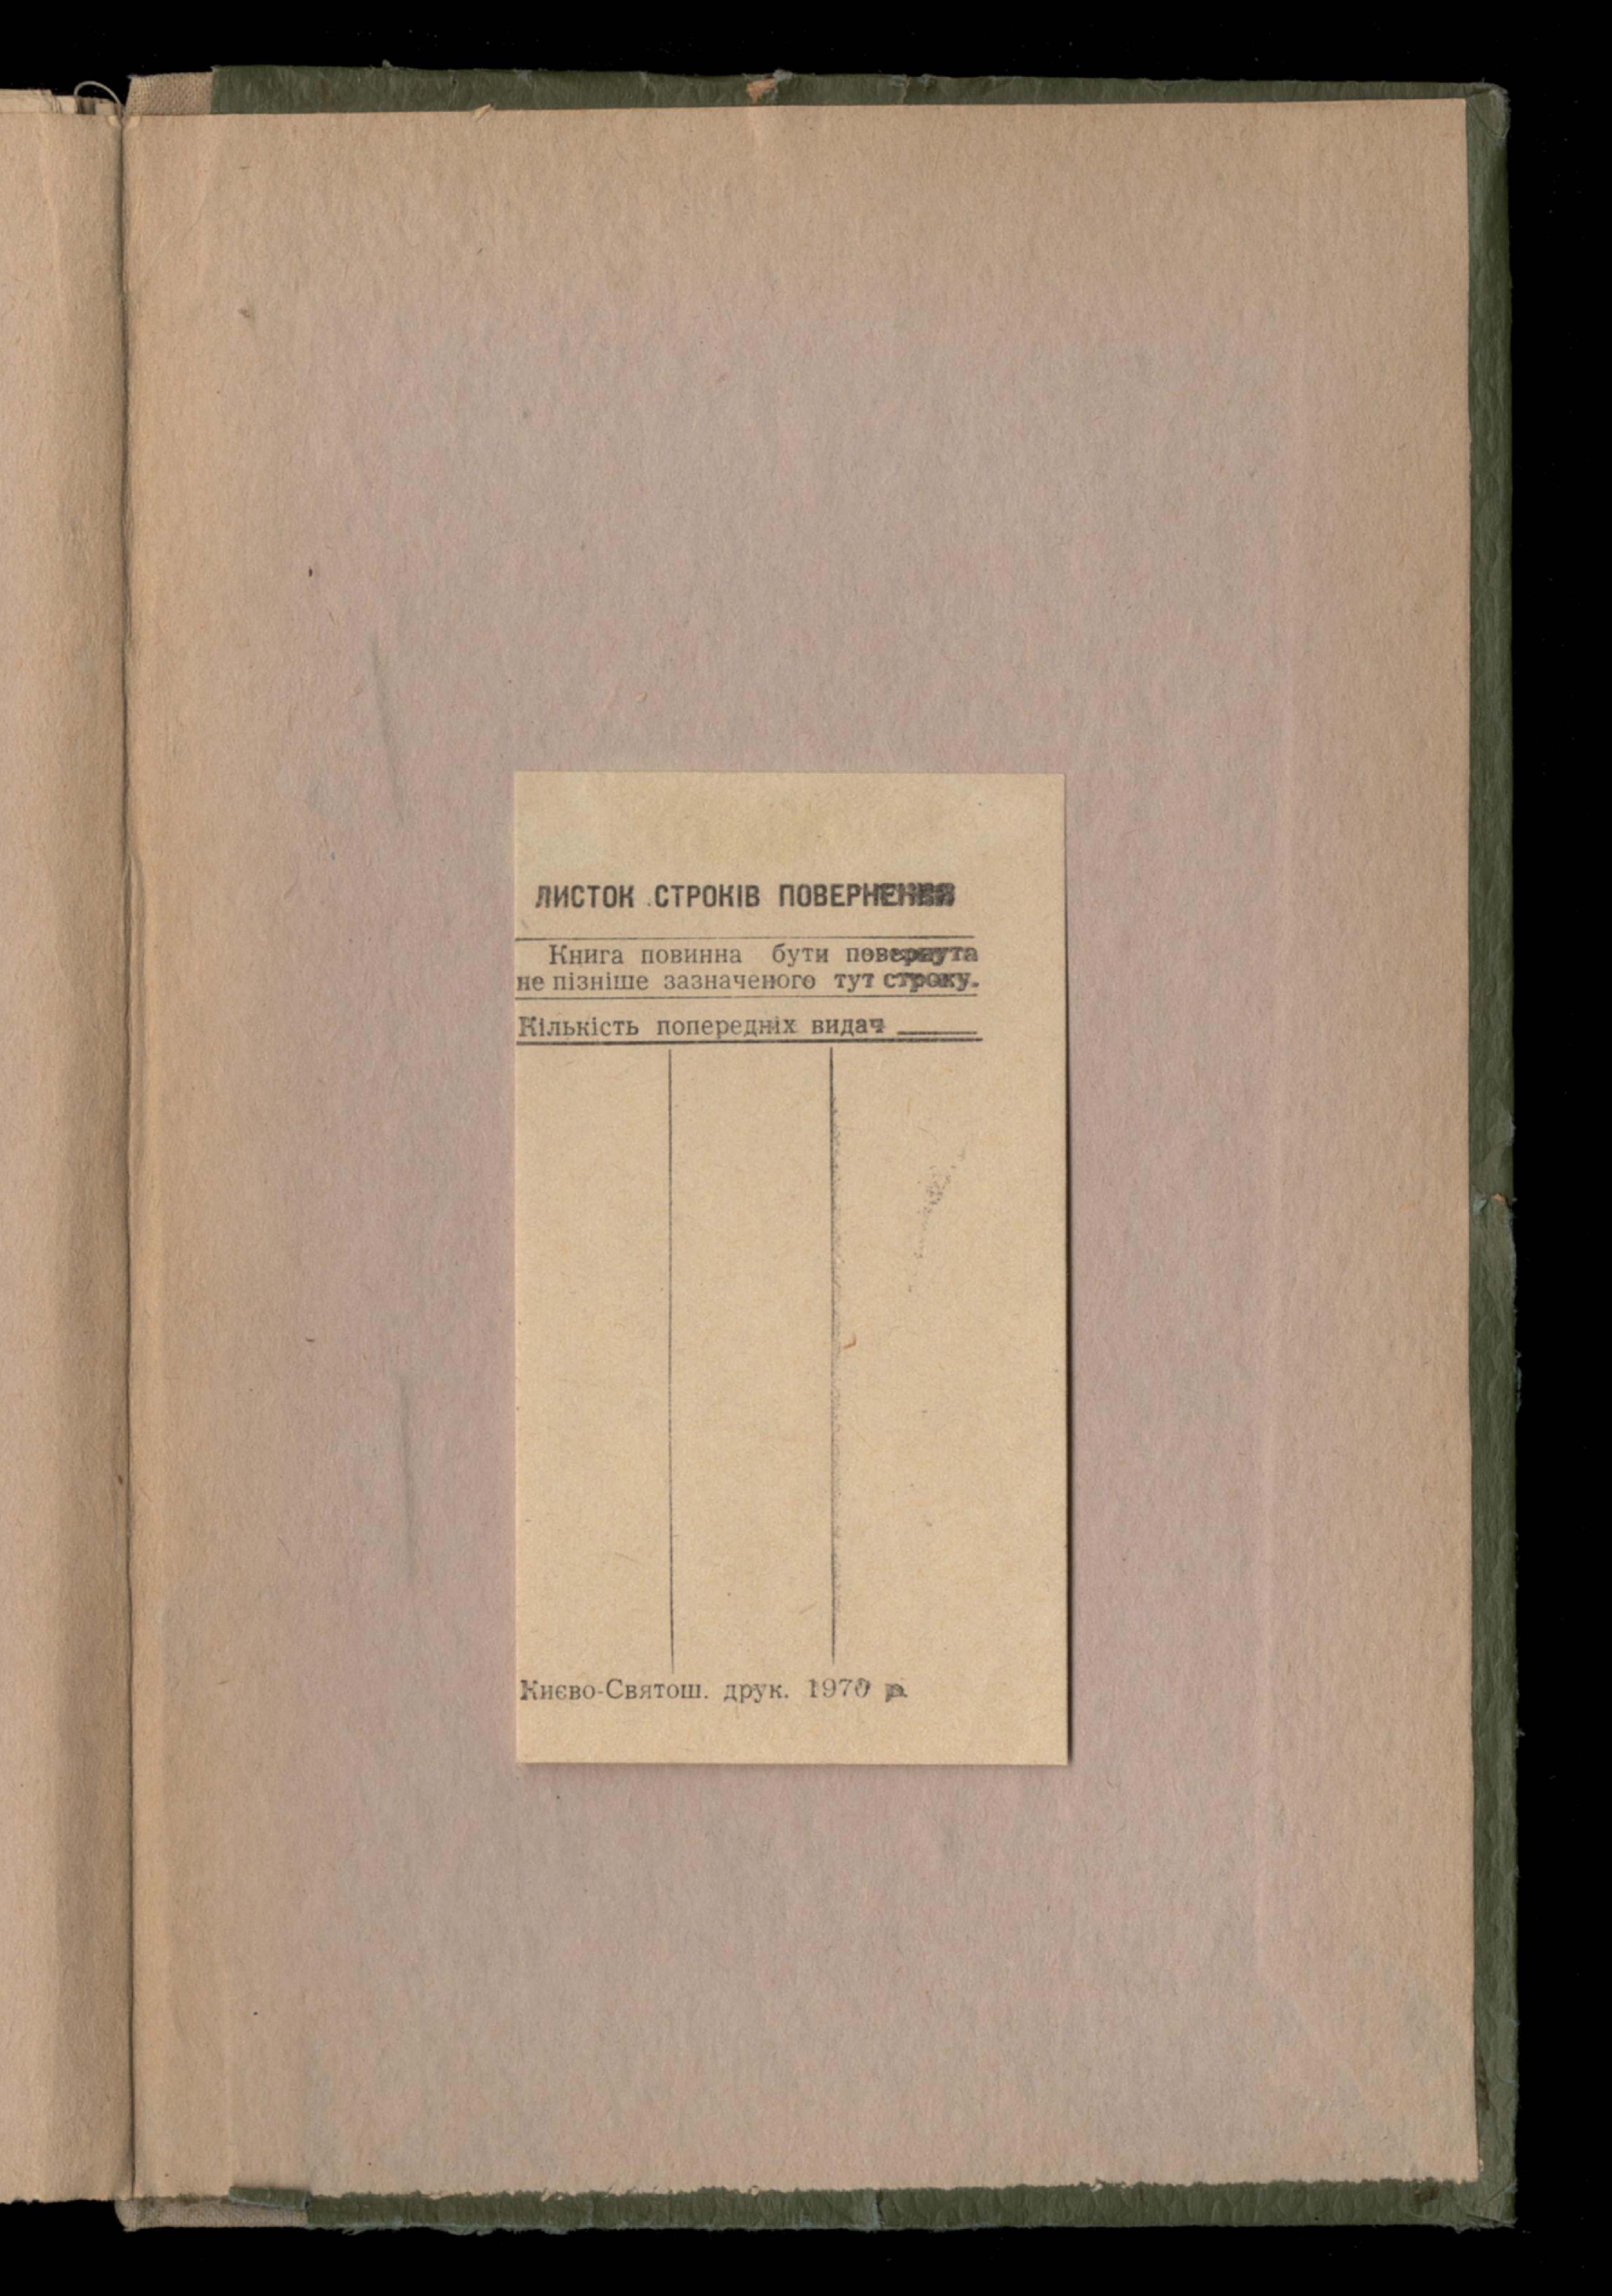 ЛИСТОК СТРОКІВ ПОВЕРНЕННЯ
Книга повинна бути повернута
не пізніше зазначеного тут строку.
Кількість попередніх видач
Києво-Святош. друк. 1970 р.